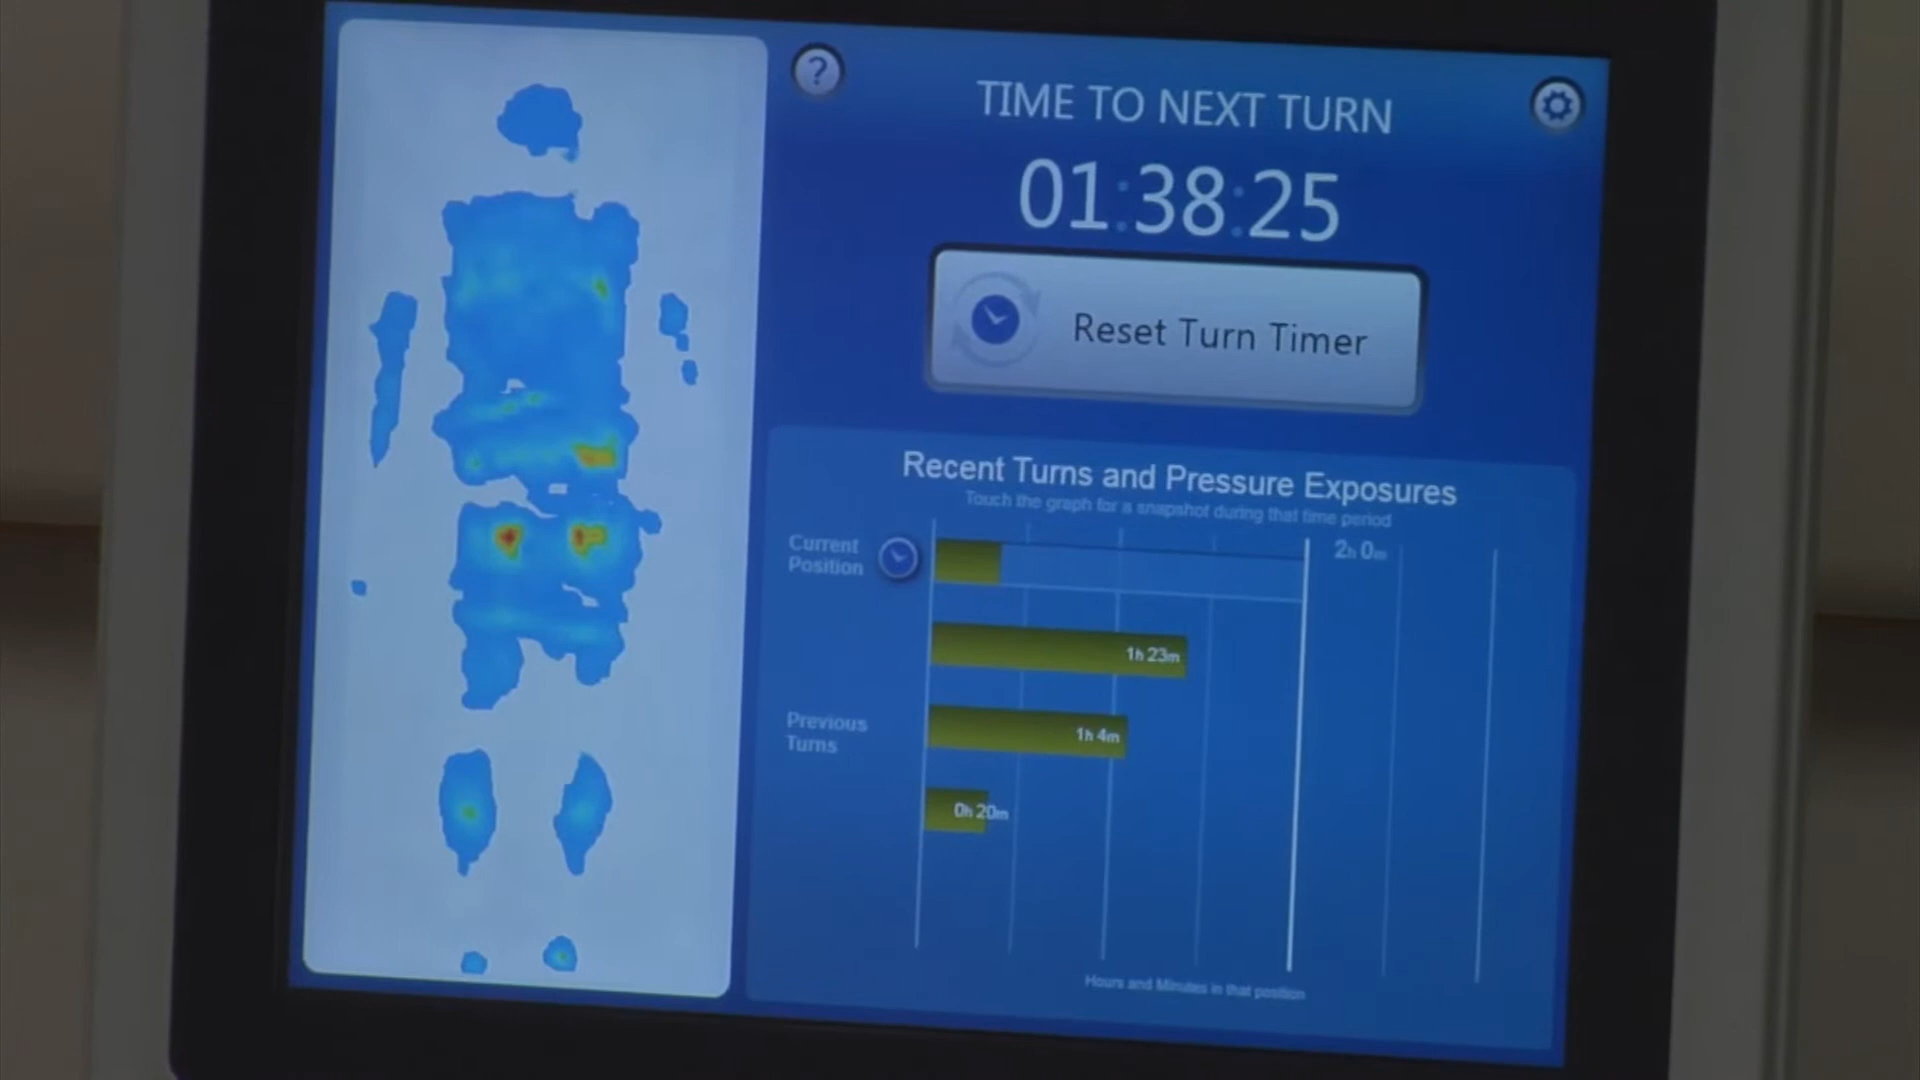 ?
TIME TO NEXT TURN
01:38:25
Reset Turn Timer
Recent Turns and Pressure Exposures
Touch the graph for a snapshot during that time period
Current
Position
2h 0m
1h 23m
Previous
Turns
1h 4m
0h 20m
Hours and Minutes in that position